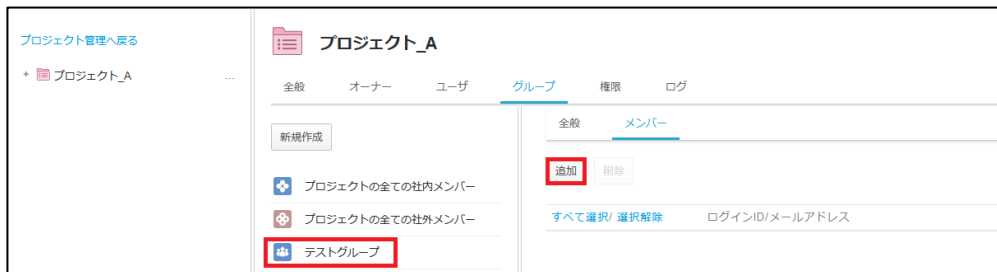 プロジェクト管理へ戻る
プロジェクト_A
...
プロジェクト_A
全般 オーナー ユーザ グループ 権限 ログ
新規作成
プロジェクトの全ての社内メンバー
プロジェクトの全ての社外メンバー
テストグループ
全般 メンバー
追加 削除
すべて選択/ 選択解除 ログインID/メールアドレス